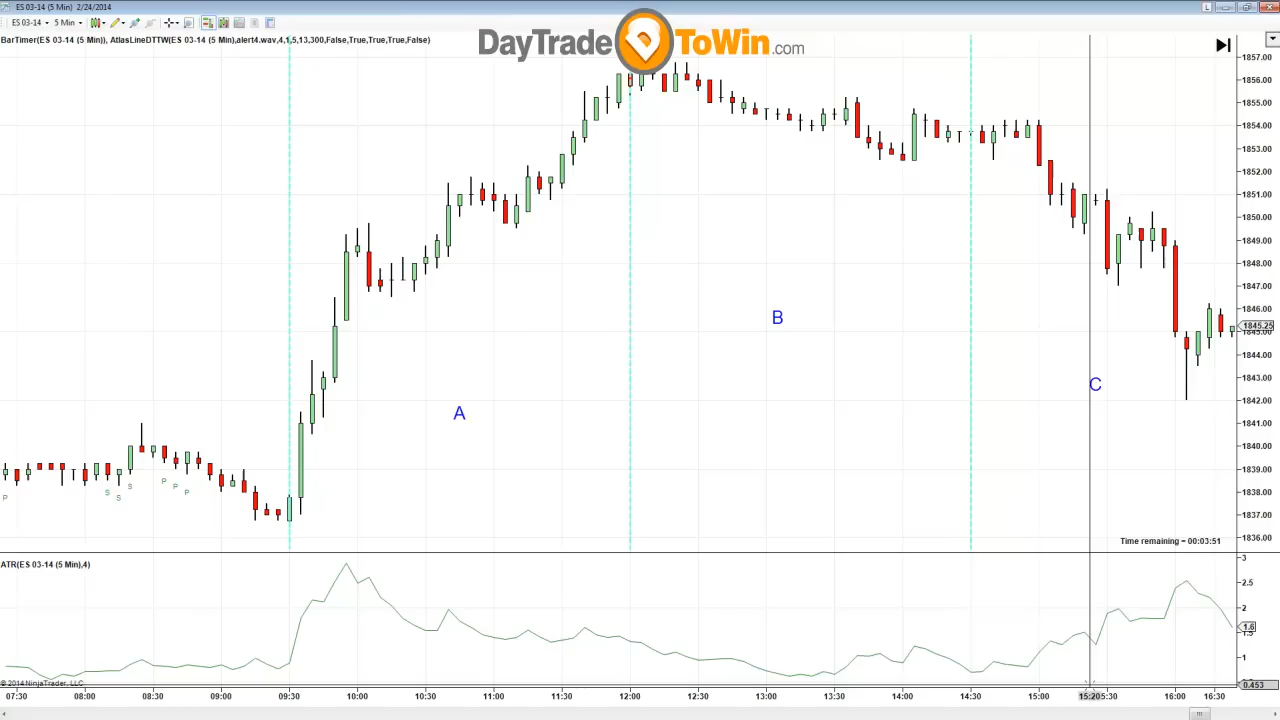 ES 03-14 (5 Min) 2/24/2014
ES 03-14 5 Min
BarTimer(ES 03-14 (5 Min)), AtlasLineDTTW(ES 03-14 (5 Min),alert4.wav,4,1,5,13,300,False,True,True,True,False)
DayTradeToWin.com
1857.00
1856.00
1855.00
1854.00
1853.00
1852.00
1851.00
1850.00
1849.00
1848.00
1847.00
1846.00
1845.25
1845.00
1844.00
1843.00
1842.00
1841.00
1840.00
1839.00
1838.00
1837.00
1836.00
A
B
C
P S S S P P P
Time remaining = 00:03:51
ATR(ES 03-14 (5 Min),4)
3
2.5
2
1.6
1.5
1
0.453
© 2014 NinjaTrader, LLC
07:30 08:00 08:30 09:00 09:30 10:00 10:30 11:00 11:30 12:00 12:30 13:00 13:30 14:00 14:30 15:00 15:20 5:30 16:00 16:30